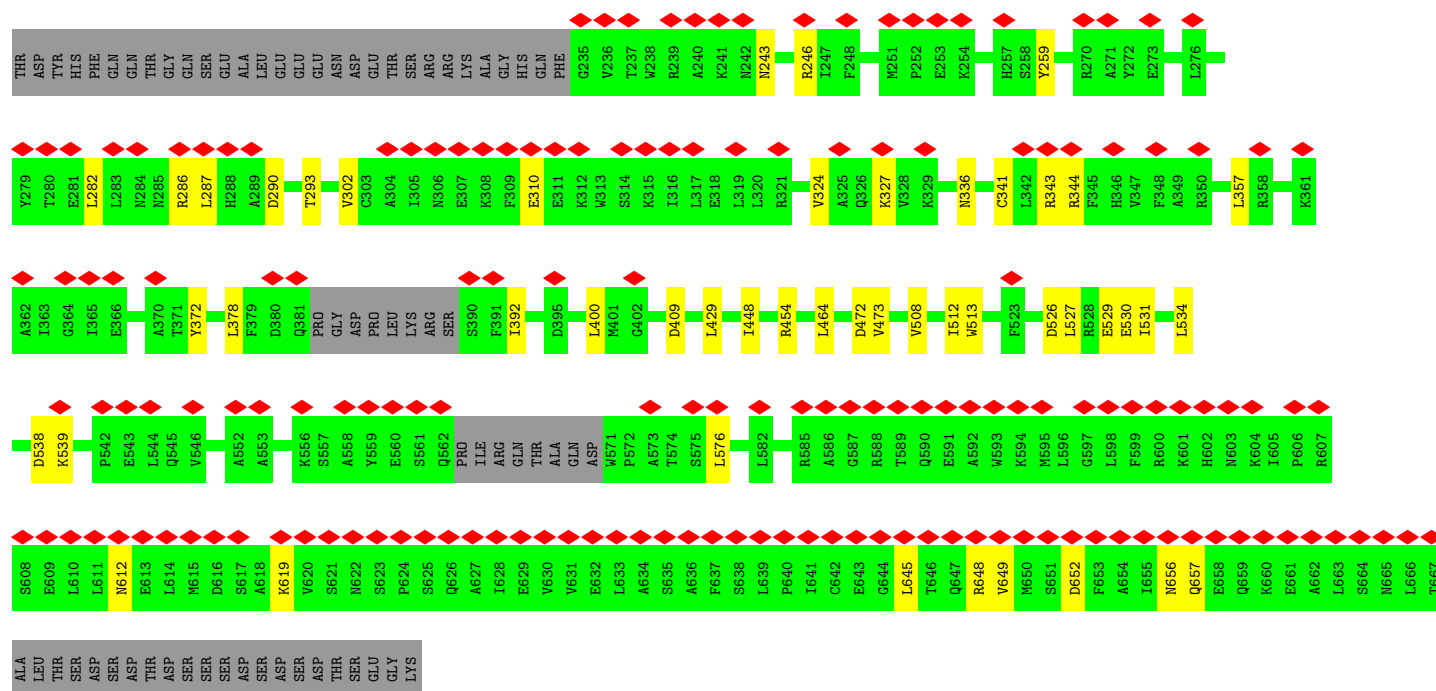 THR ASP TYR HIS PHE GLN GLN THR GLY GLN SER GLU ALA LEU GLU GLU GLU ASN ASP GLU THR SER ARG ARG LYS ALA GLY HIS GLN PHE G235 V236 T237 W238 R239 A240 K241 N242 N243 R246 I247 F248 M251 P252 E253 K254 H257 S258 Y259 R270 A271 Y272 E273 L276
Y279 T280 E281 L282 L283 N284 N285 R286 L287 H288 A289 D290 T293 V302 C303 A304 I305 N306 E307 K308 F309 E310 E311 K312 W313 S314 K315 I316 L317 E318 L319 L320 R321 V324 A325 Q326 K327 V328 K329 N336 C341 L342 R343 R344 F345 H346 V347 F348 A349 R350 L357 R358 K361
A362 I363 G364 I365 E366 A370 T371 Y372 L378 F379 D380 Q381 PRO GLY ASP PRO LEU LYS ARG SER S390 F391 I392 D395 L400 M401 G402 D409 L429 I448 R454 L464 D472 V473 V508 I512 W513 F523 D526 L527 R528 E529 E530 I531 L534
D538 K539 P542 E543 L544 Q545 V546 A552 A553 K556 S557 A558 Y559 E560 S561 Q562 PRO ILE ARG GLN THR ALA GLN ASP W571 P572 A573 T574 S575 L576 L582 R585 A586 G587 R588 T589 Q590 E591 A592 W593 K594 M595 L596 G597 L598 F599 R600 K601 H602 N603 K604 I605 P606 R607
S608 E609 L610 L611 N612 E613 L614 M615 D616 S617 A618 K619 V620 S621 N622 S623 P624 S625 Q626 A627 I628 E629 V630 V631 E632 L633 A634 S635 A636 F637 S638 L639 P640 I641 C642 E643 G644 L645 T646 Q647 R648 V649 M650 S651 D652 F653 A654 I655 N656 Q657 E658 Q659 K660 E661 A662 L663 S664 N665 L666 T667
ALA LEU THR SER ASP SER ASP THR ASP SER SER SER ASP SER ASP SER ASP THR SER GLU GLY LYS